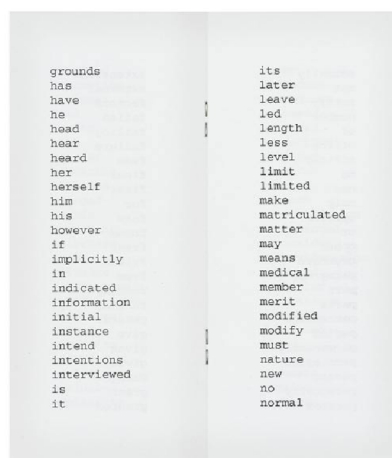 grounds
has
have
he
head
hear
heard
her
herself
him
his
however
if
implicitly
in
indicated
information
initial
instance
intend
intentions
interviewed
is
it
its
later
leave
led
length
less
level
limit
limited
make
matriculated
matter
may
means
medical
member
merit
modified
modify
must
nature
new
no
normal